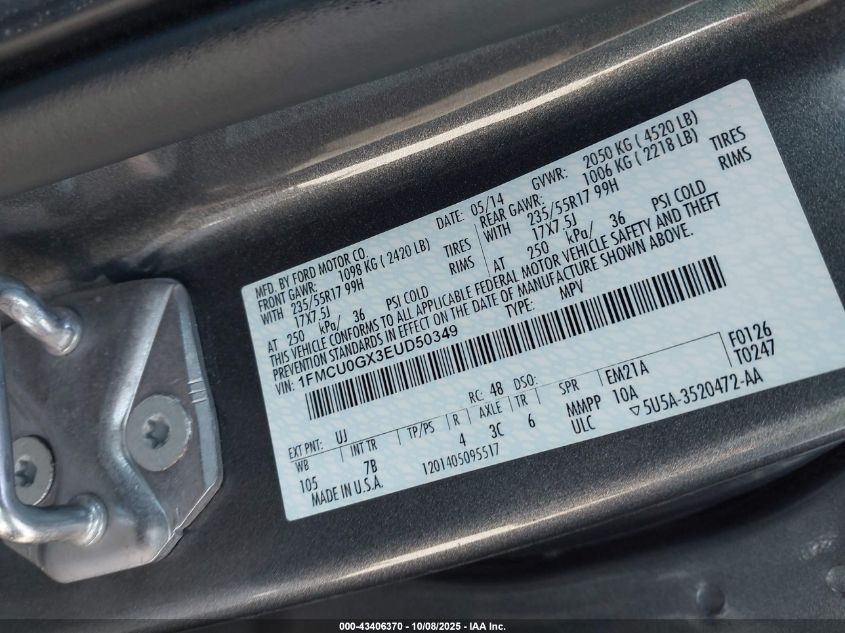 MFD. BY FORD MOTOR CO.
DATE: 05/14 GVWR: 2050 KG ( 4520 LB)
FRONT GAWR: 1098 KG ( 2420 LB) REAR GAWR: 1006 KG ( 2218 LB)
WITH 235/55R17 99H TIRES WITH 235/55R17 99H TIRES
17X7.5J RIMS 17X7.5J RIMS
AT 250 kPa/ 36 PSI COLD AT 250 kPa/ 36 PSI COLD
THIS VEHICLE CONFORMS TO ALL APPLICABLE FEDERAL MOTOR VEHICLE SAFETY AND THEFT
PREVENTION STANDARDS IN EFFECT ON THE DATE OF MANUFACTURE SHOWN ABOVE.
VIN: 1FMCU0GX3EUD50349 TYPE: MPV
F0126
T0247
EXT PNT: UJ RC: 48 DSO:
WB INT TR TP/PS R AXLE TR SPR EM21A
105 7B 4 3C 6 MMPP 10A
MADE IN U.S.A. 1201405095517 ULC ▽5U5A-3520472-AA
000-43406370 - 10/08/2025 - IAA Inc.